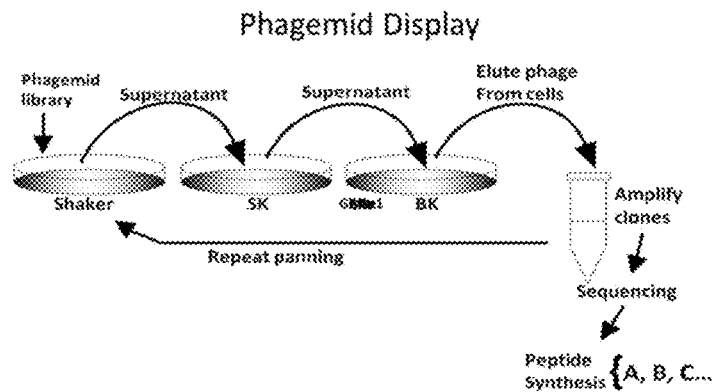 Phagemid Display
Phagemid
library
Supernatant
Supernatant
Elute phage
From cells
Shaker
SK
BK
Amplify
clones
Repeat panning
Sequencing
Peptide
Synthesis { A, B, C...